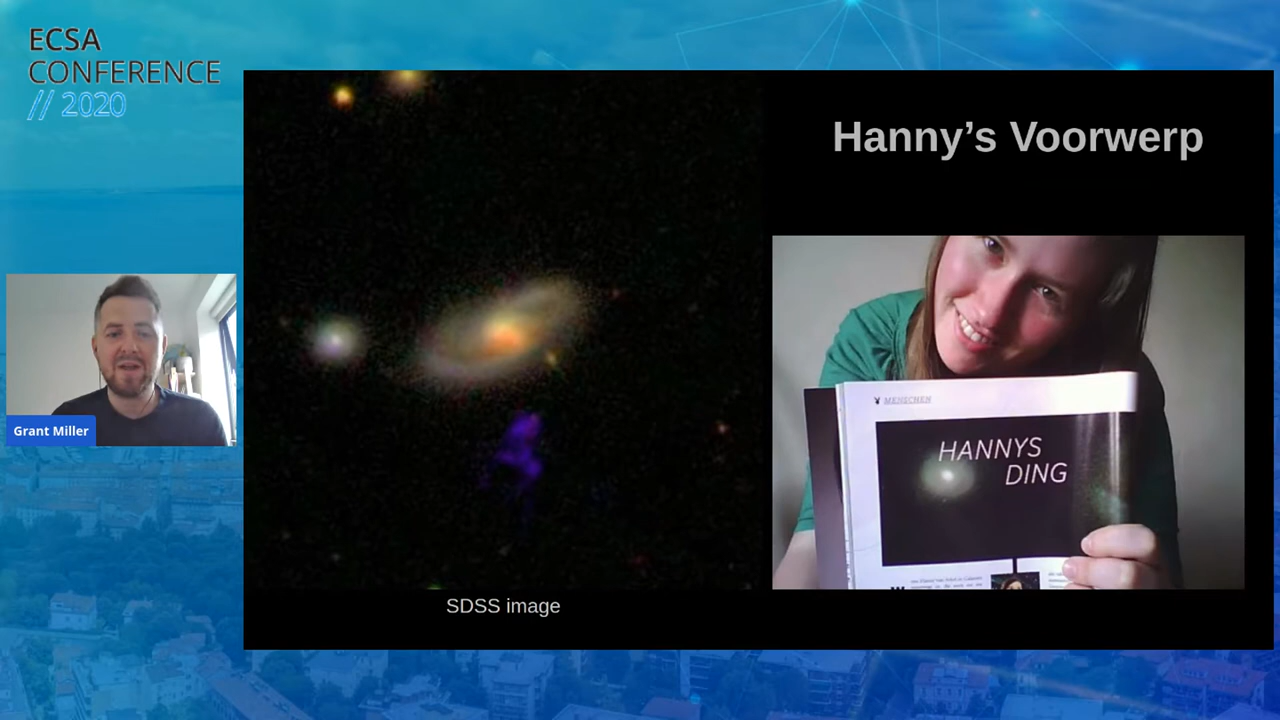 ECSA
CONFERENCE
// 2020
Hanny’s Voorwerp
MENSCHEN
HANNYS
DING
Grant Miller
SDSS image